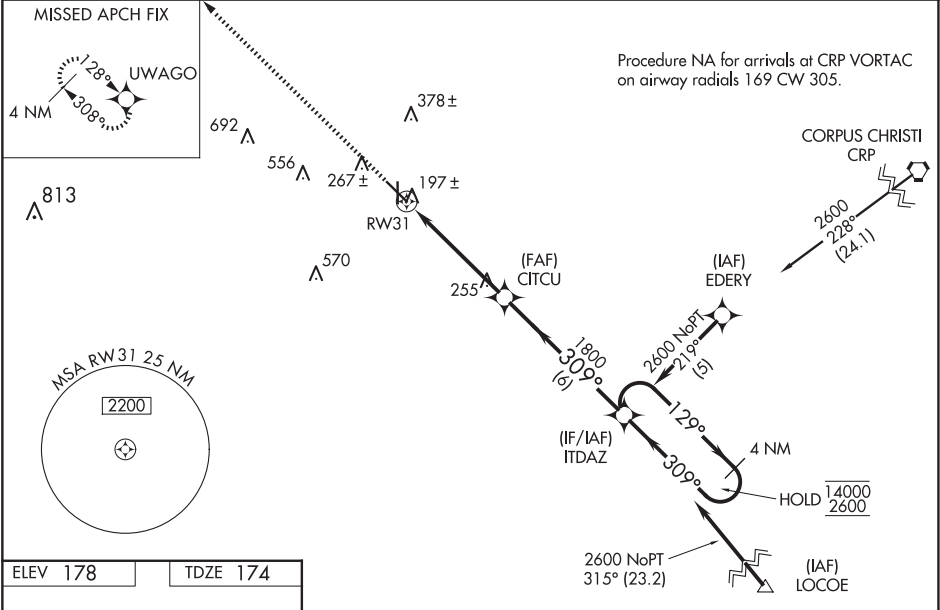 MISSED APCH FIX
UWAGO
128°
308°
4 NM
Procedure NA for arrivals at CRP VORTAC
on airway radials 169 CW 305.
CORPUS CHRISTI
CRP
2600
228°
(24.1)
378 ±
692
556
267 ±
197 ±
RW31
813
570
(FAF)
CITCU
255
(IAF)
EDERY
2600 NoPT
219°
(5)
1800
309°
(6)
(IF/IAF)
ITDAZ
129°
309°
4 NM
HOLD 14000
2600
2600 NoPT
315° (23.2)
(IAF)
LOCOE
MSA RW31 25 NM
2200
ELEV 178
TDZE 174